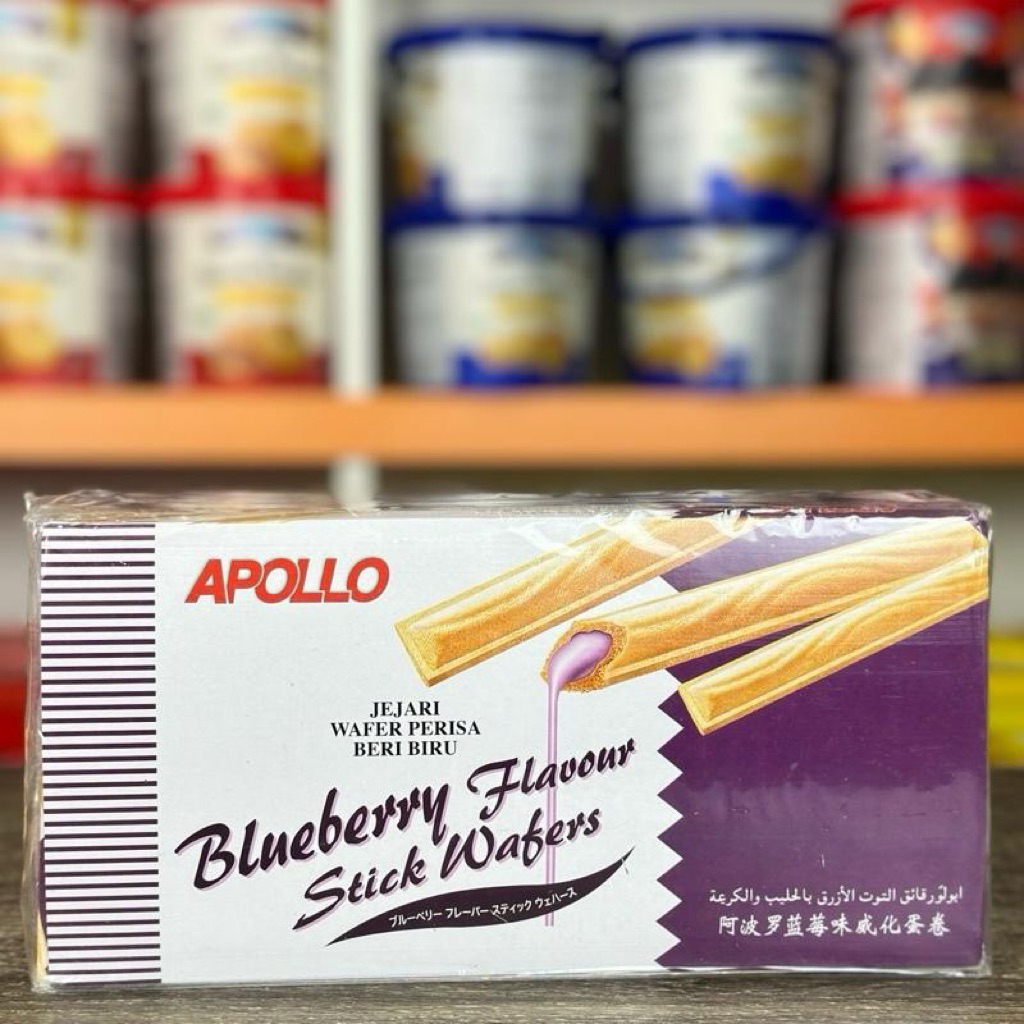 APOLLO
JEJARI
WAFER PERISA
BERI BIRU
Blueberry Flavour
Stick Wafers
ブルーベリー フレーバー スティック ウェハース
ابولو رقائق التوت الأزرق بالحليب والكرعة
阿波罗蓝莓味威化蛋卷